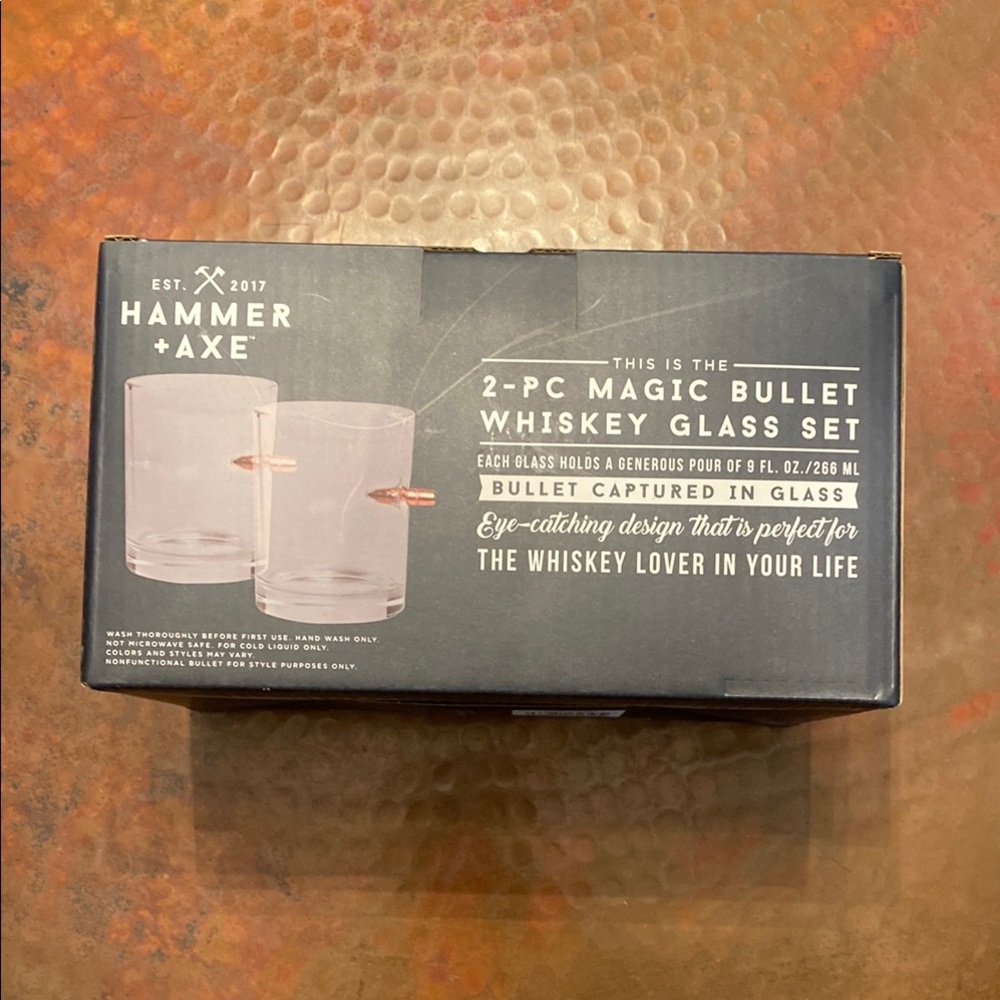 EST. 2017
HAMMER
+AXE™
THIS IS THE
2-PC MAGIC BULLET
WHISKEY GLASS SET
EACH GLASS HOLDS A GENEROUS POUR OF 9 FL. OZ./266 ML
BULLET CAPTURED IN GLASS
Eye-catching design that is perfect for
THE WHISKEY LOVER IN YOUR LIFE
WASH THOROUGHLY BEFORE FIRST USE. HAND WASH ONLY.
NOT MICROWAVE SAFE. FOR COLD LIQUID ONLY.
COLORS AND STYLES MAY VARY.
NONFUNCTIONAL BULLET FOR STYLE PURPOSES ONLY.